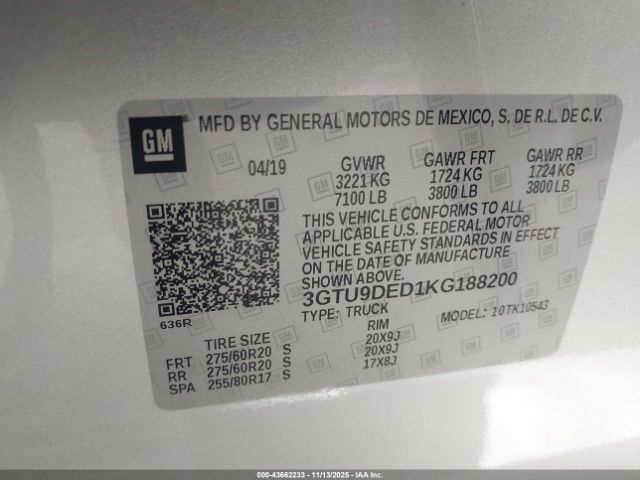 GM ® MFD BY GENERAL MOTORS DE MEXICO, S. DE R.L. DE C.V.
04/19 GVWR GAWR FRT GAWR RR
3221 KG 1724 KG 1724 KG
7100 LB 3800 LB 3800 LB
THIS VEHICLE CONFORMS TO ALL
APPLICABLE U.S. FEDERAL MOTOR
VEHICLE SAFETY STANDARDS IN EFFECT
ON THE DATE OF MANUFACTURE
SHOWN ABOVE.
3GTU9DED1KG188200
TYPE: TRUCK MODEL: 10TK10543
636R
TIRE SIZE RIM
FRT 275/60R20 S 20X9J
RR 275/60R20 S 20X9J
SPA 255/80R17 S 17X8J
000-43662233 - 11/13/2025 - IAAI, Inc. Copyright